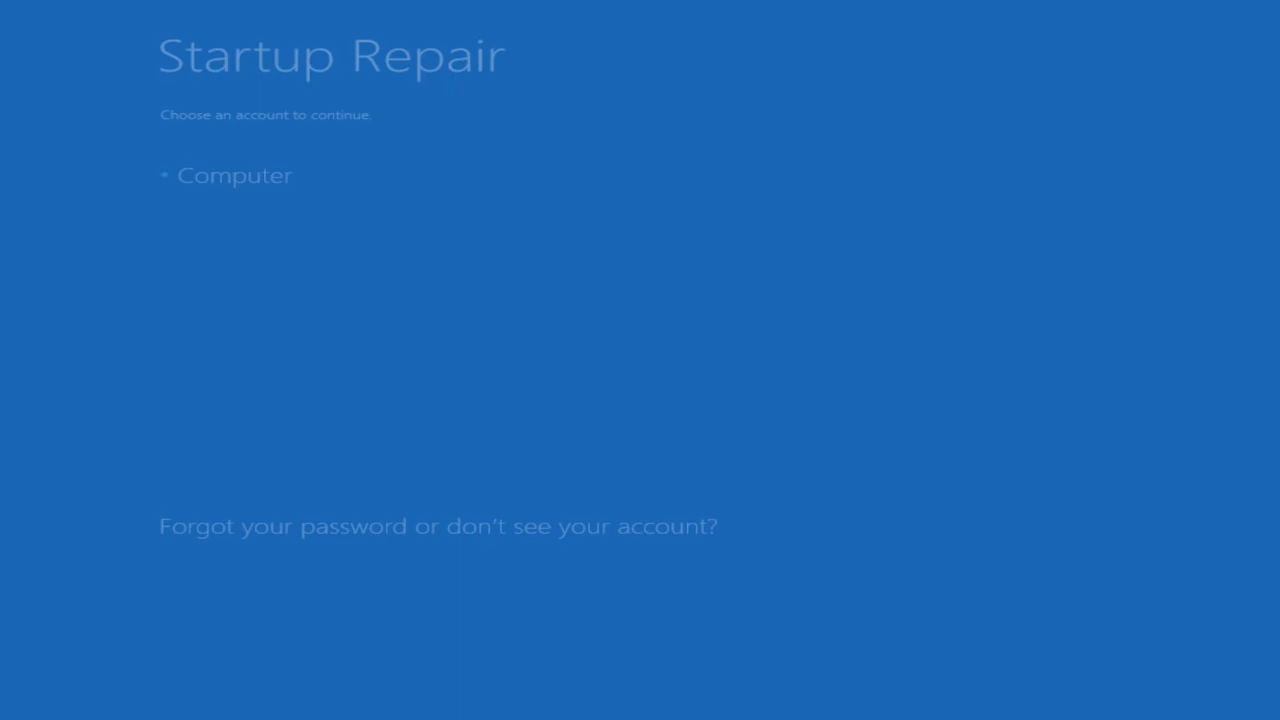 Startup Repair
Choose an account to continue.
Computer
Forgot your password or don't see your account?